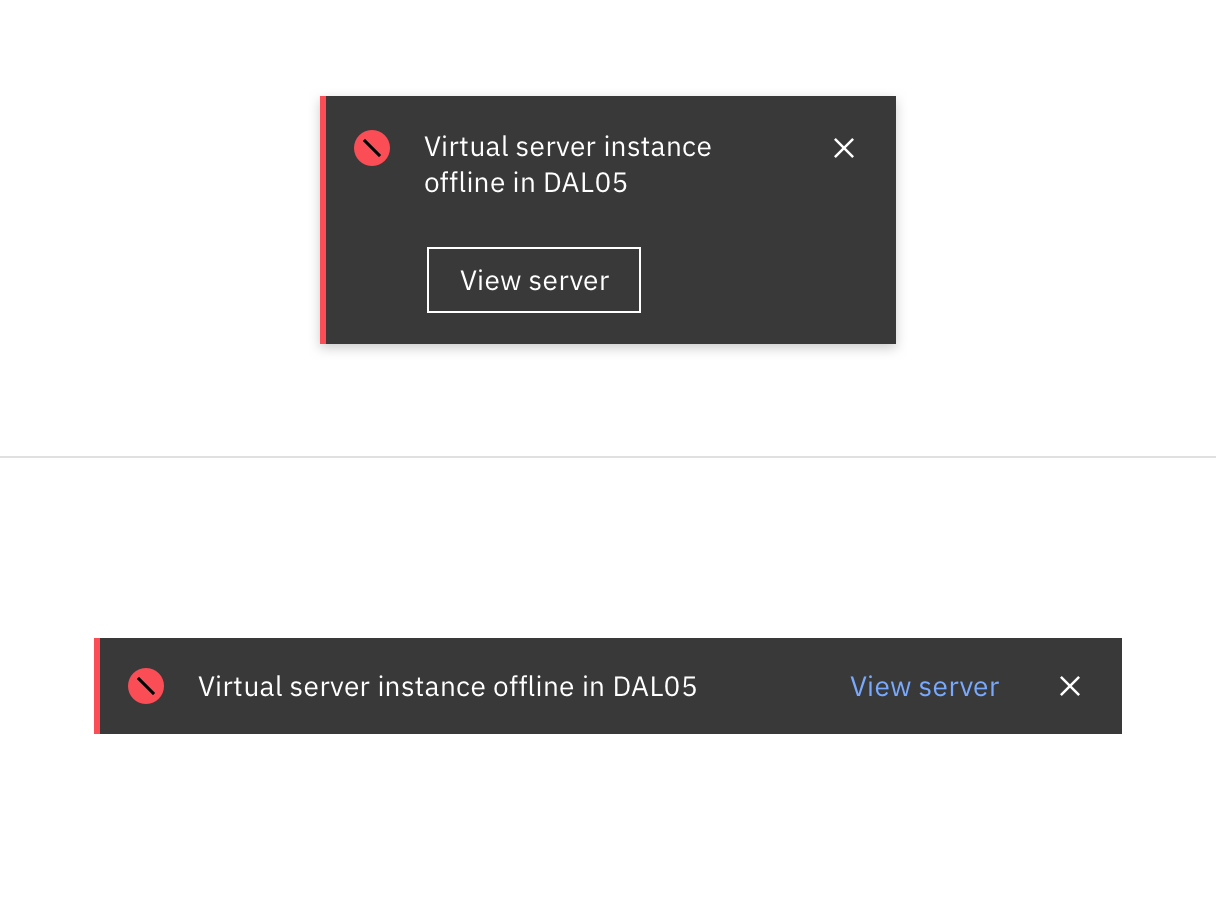 Virtual server instance
offline in DAL05
View server
Virtual server instance offline in DAL05
View server